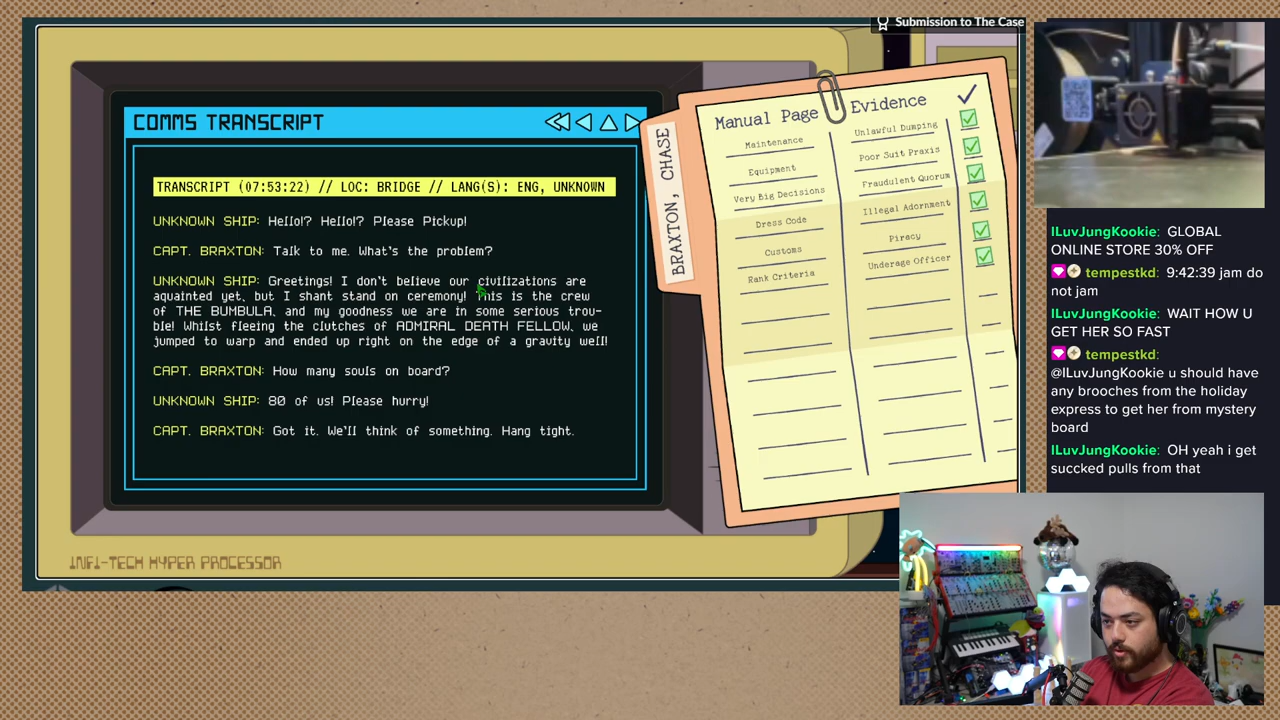 Submission to The Case
COMMS TRANSCRIPT
TRANSCRIPT (07:53:22) // LOC: BRIDGE // LANG(S): ENG, UNKNOWN
UNKNOWN SHIP: Hello!? Hello!? Please Pickup!
CAPT. BRAXTON: Talk to me. What's the problem?
UNKNOWN SHIP: Greetings! I don't believe our civilizations are
aquainted yet, but I shant stand on ceremony! This is the crew
of THE BUMBULA, and my goodness we are in some serious trou-
ble! Whilst fleeing the clutches of ADMIRAL DEATH FELLOW, we
jumped to warp and ended up right on the edge of a gravity well!
CAPT. BRAXTON: How many souls on board?
UNKNOWN SHIP: 80 of us! Please hurry!
CAPT. BRAXTON: Got it. We'll think of something. Hang tight.
INFI-TECH HYPER PROCESSOR
BRAXTON, CHASE
Manual Page Evidence
Maintenance Unlawful Dumping
Equipment Poor Suit Praxis
Very Big Decisions Fraudulent Quorum
Dress Code Illegal Adornment
Customs Piracy
Rank Criteria Underage Officer
ILuvJungKookie: GLOBAL
ONLINE STORE 30% OFF
tempestkd: 9:42:39 jam do
not jam
ILuvJungKookie: WAIT HOW U
GET HER SO FAST
tempestkd:
@ILuvJungKookie u should have
any brooches from the holiday
express to get her from mystery
board
ILuvJungKookie: OH yeah i get
succked pulls from that